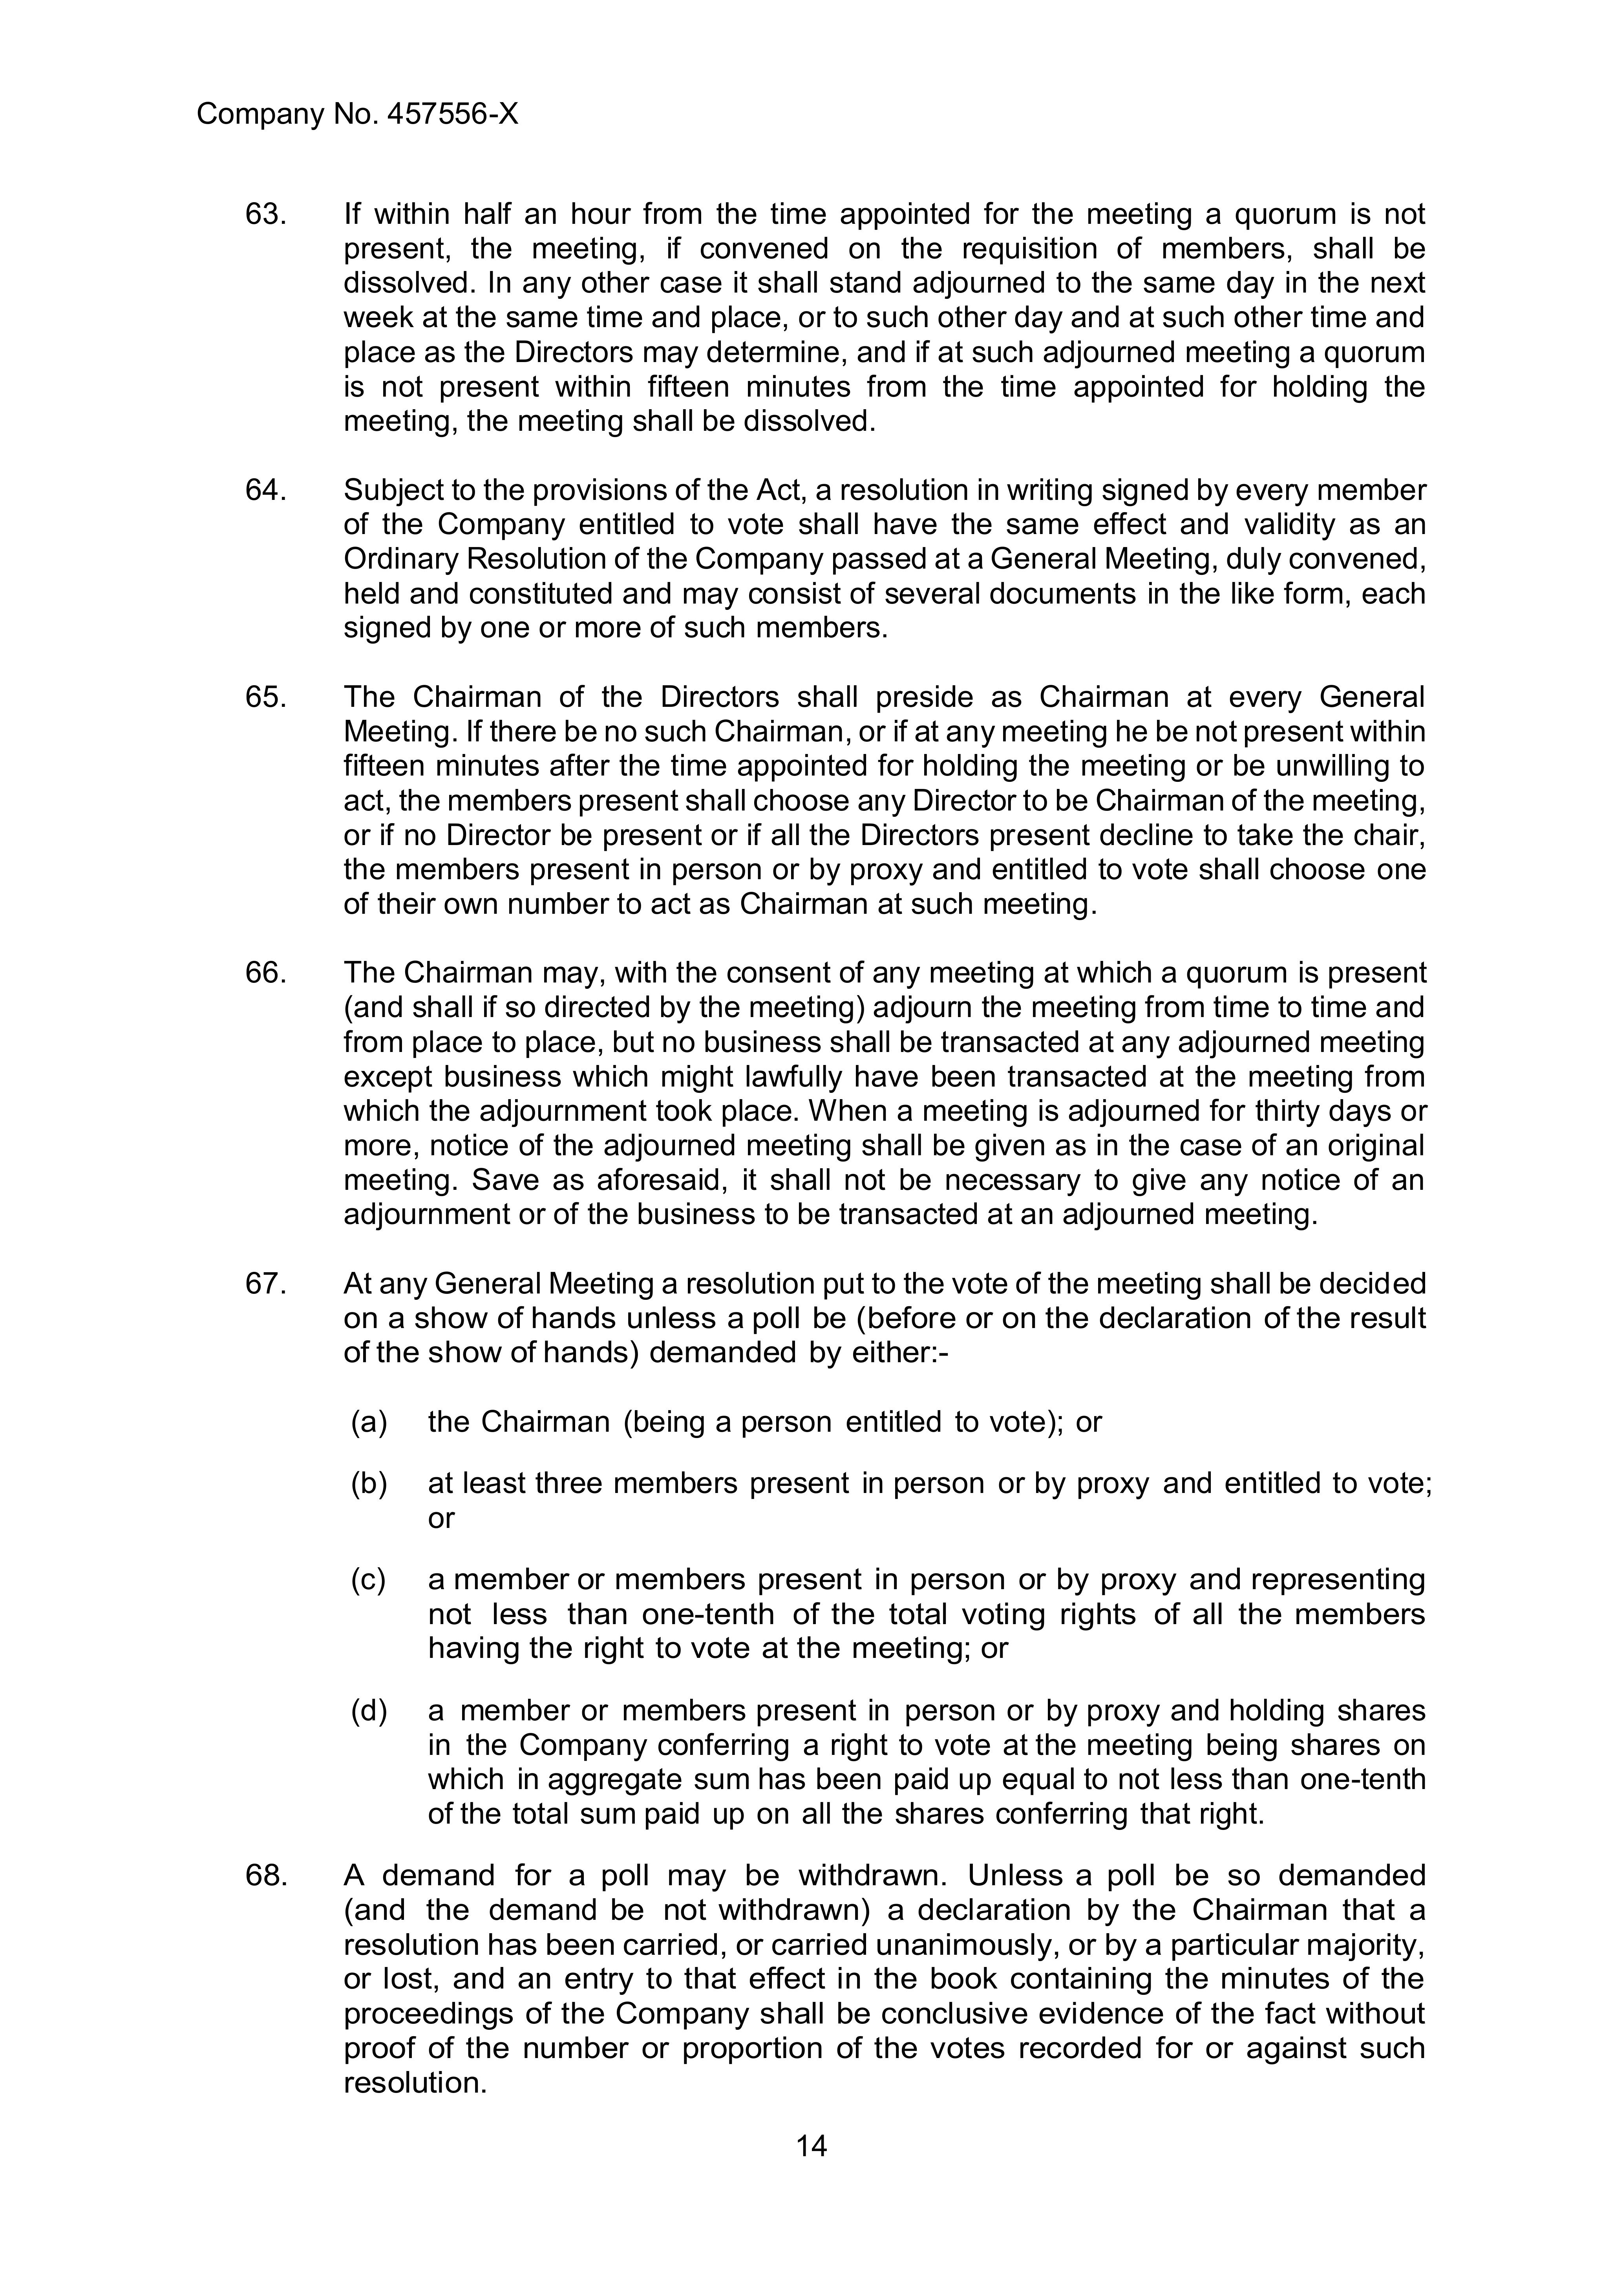 Company No. 457556-X
63. If within half an hour from the time appointed for the meeting a quorum is not
present, the meeting, if convened on the requisition of members, shall be
dissolved. In any other case it shall stand adjourned to the same day in the next
week at the same time and place, or to such other day and at such other time and
place as the Directors may determine, and if at such adjourned meeting a quorum
is not present within fifteen minutes from the time appointed for holding the
meeting, the meeting shall be dissolved.
64. Subject to the provisions of the Act, a resolution in writing signed by every member
of the Company entitled to vote shall have the same effect and validity as an
Ordinary Resolution of the Company passed at a General Meeting, duly convened,
held and constituted and may consist of several documents in the like form, each
signed by one or more of such members.
65. The Chairman of the Directors shall preside as Chairman at every General
Meeting. If there be no such Chairman, or if at any meeting he be not present within
fifteen minutes after the time appointed for holding the meeting or be unwilling to
act, the members present shall choose any Director to be Chairman of the meeting,
or if no Director be present or if all the Directors present decline to take the chair,
the members present in person or by proxy and entitled to vote shall choose one
of their own number to act as Chairman at such meeting.
66. The Chairman may, with the consent of any meeting at which a quorum is present
(and shall if so directed by the meeting) adjourn the meeting from time to time and
from place to place, but no business shall be transacted at any adjourned meeting
except business which might lawfully have been transacted at the meeting from
which the adjournment took place. When a meeting is adjourned for thirty days or
more, notice of the adjourned meeting shall be given as in the case of an original
meeting. Save as aforesaid, it shall not be necessary to give any notice of an
adjournment or of the business to be transacted at an adjourned meeting.
67. At any General Meeting a resolution put to the vote of the meeting shall be decided
on a show of hands unless a poll be (before or on the declaration of the result
of the show of hands) demanded by either:-
(a) the Chairman (being a person entitled to vote); or
(b) at least three members present in person or by proxy and entitled to vote;
or
(c) a member or members present in person or by proxy and representing
not less than one-tenth of the total voting rights of all the members
having the right to vote at the meeting; or
(d) a member or members present in person or by proxy and holding shares
in the Company conferring a right to vote at the meeting being shares on
which in aggregate sum has been paid up equal to not less than one-tenth
of the total sum paid up on all the shares conferring that right.
68. A demand for a poll may be withdrawn. Unless a poll be so demanded
(and the demand be not withdrawn) a declaration by the Chairman that a
resolution has been carried, or carried unanimously, or by a particular majority,
or lost, and an entry to that effect in the book containing the minutes of the
proceedings of the Company shall be conclusive evidence of the fact without
proof of the number or proportion of the votes recorded for or against such
resolution.
14